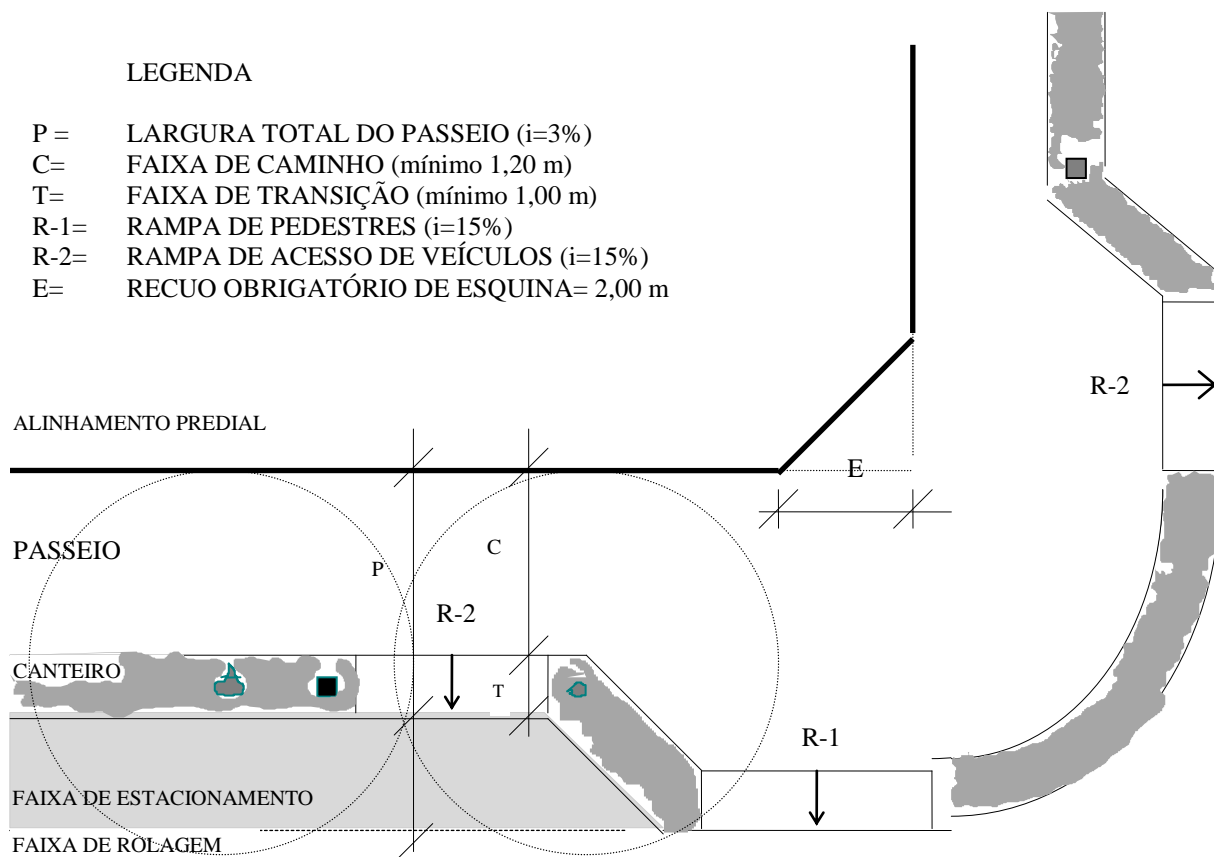 LEGENDA
P = LARGURA TOTAL DO PASSEIO (i=3%)
C= FAIXA DE CAMINHO (mínimo 1,20 m)
T= FAIXA DE TRANSIÇÃO (mínimo 1,00 m)
R-1= RAMPA DE PEDESTRES (i=15%)
R-2= RAMPA DE ACESSO DE VEÍCULOS (i=15%)
E= RECUO OBRIGATÓRIO DE ESQUINA= 2,00 m
R-2
ALINHAMENTO PREDIAL
E
PASSEIO
C
P
R-2
CANTEIRO
T
R-1
FAIXA DE ESTACIONAMENTO
FAIXA DE ROLAGEM